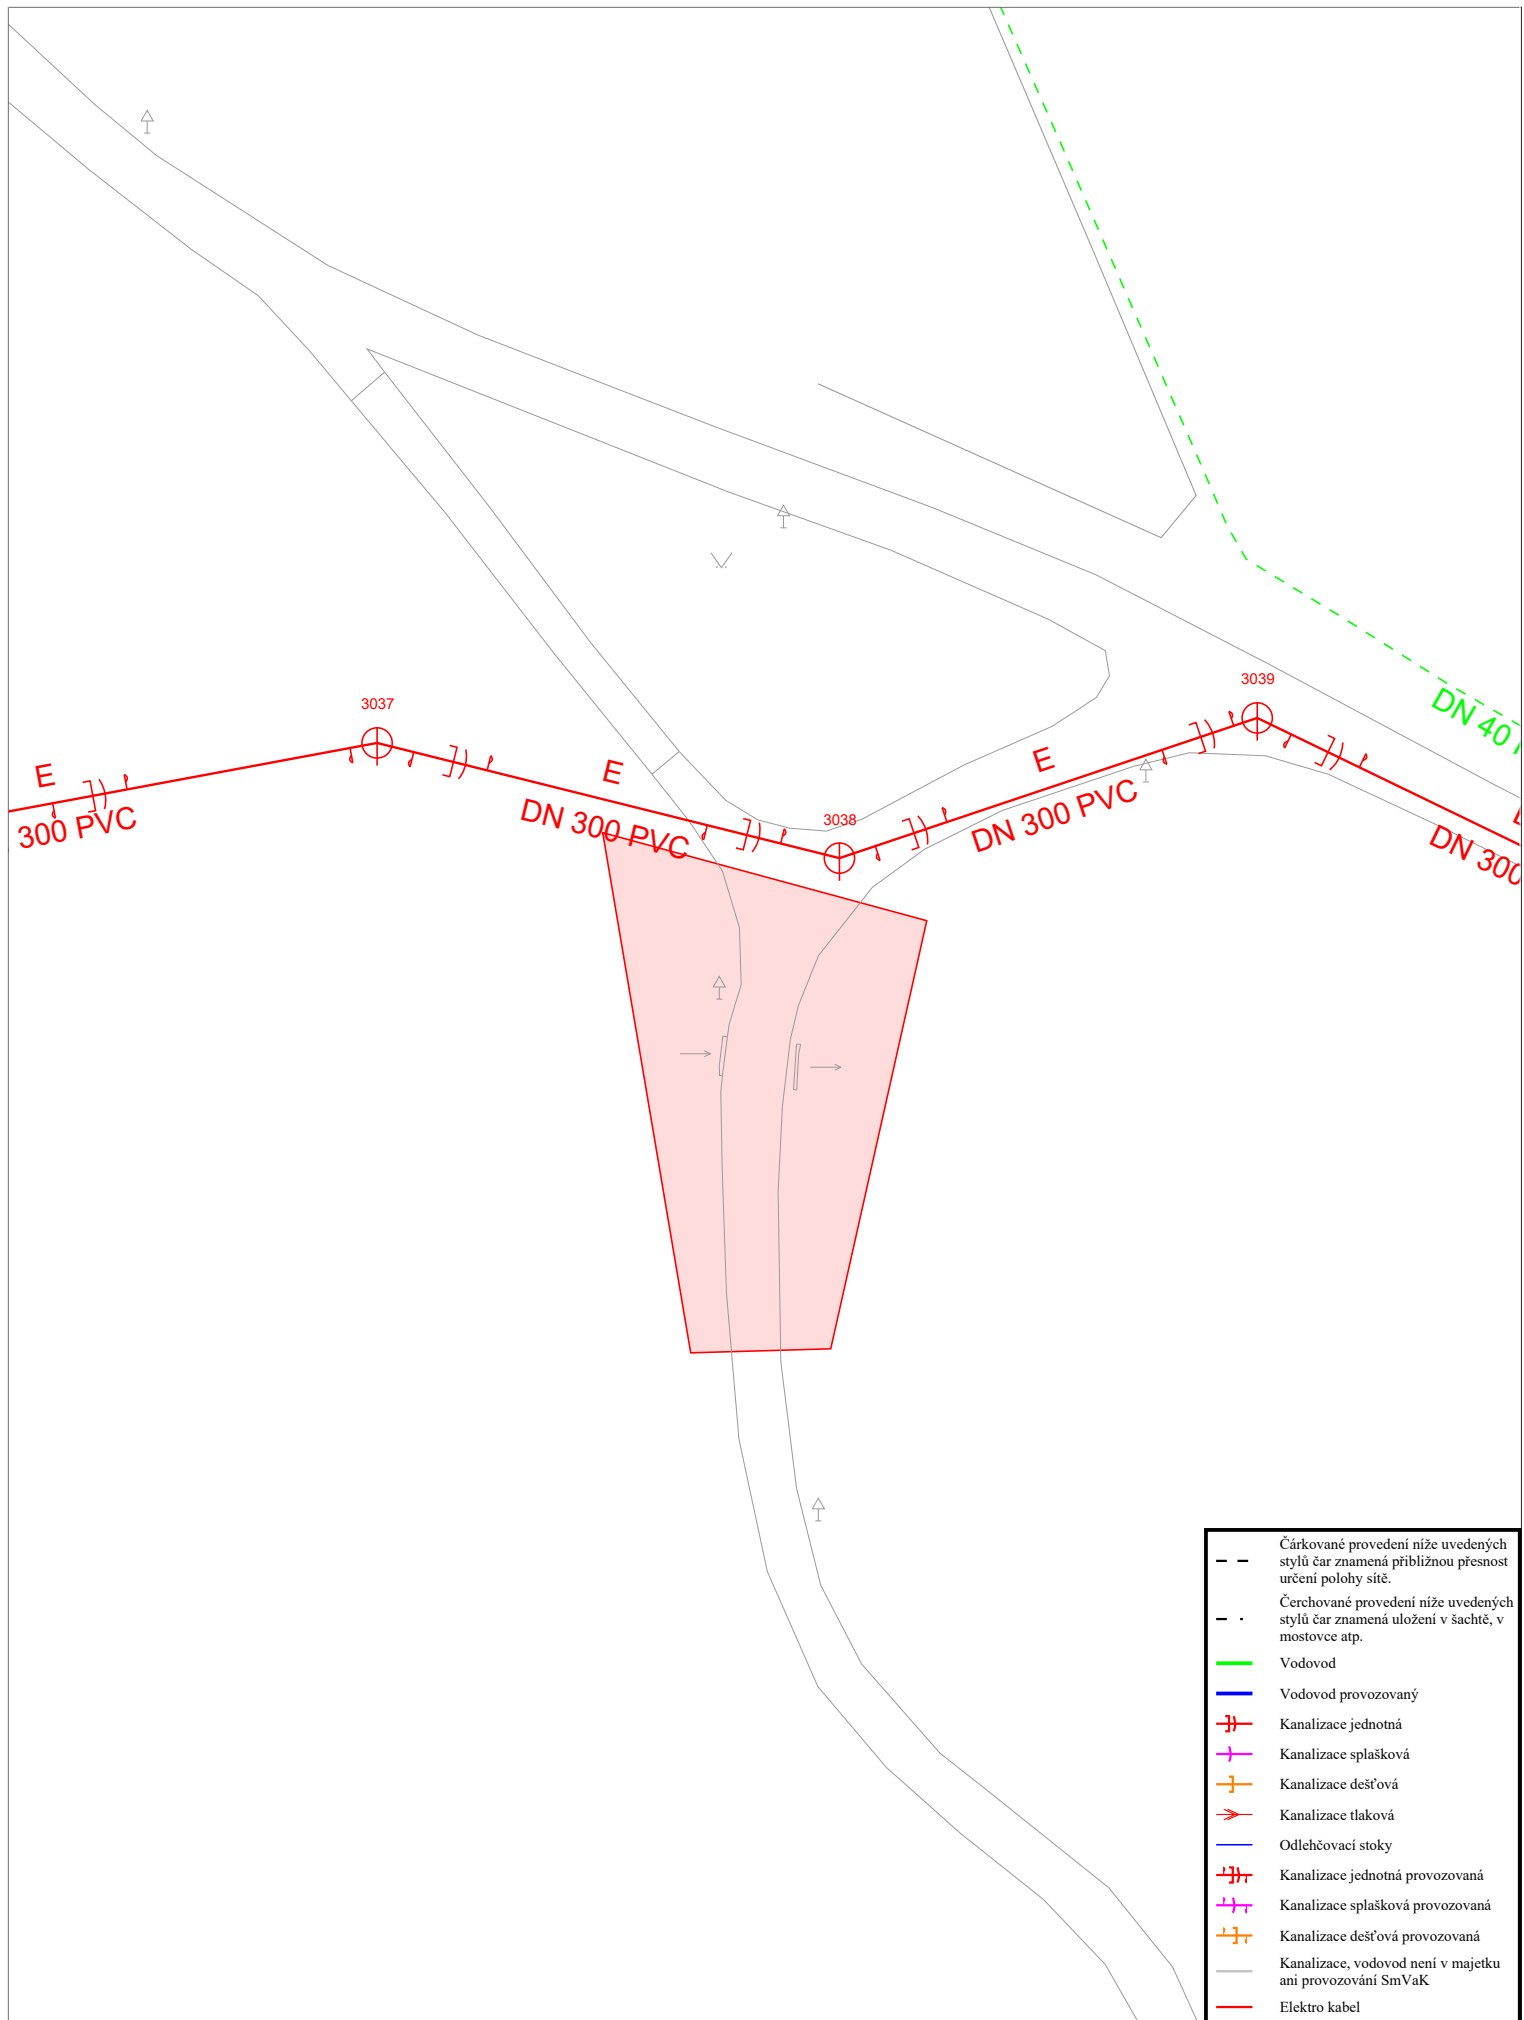 3039
DN 40
3037
E
E
E
3038
300 PVC
DN 300 PVC
DN 300 PVC
DN 300
Čárkované provedení níže uvedených
stylů čar znamená přibližnou přesnost
určení polohy sítě.
Čerchované provedení níže uvedených
stylů čar znamená uložení v šachtě, v
mostovce atp.
Vodovod
Vodovod provozovaný
Kanalizace jednotná
Kanalizace splašková
Kanalizace dešťová
Kanalizace tlaková
Odlehčovací stoky
Kanalizace jednotná provozovaná
Kanalizace splašková provozovaná
Kanalizace dešťová provozovaná
Kanalizace, vodovod není v majetku
ani provozování SmVaK
Elektro kabel